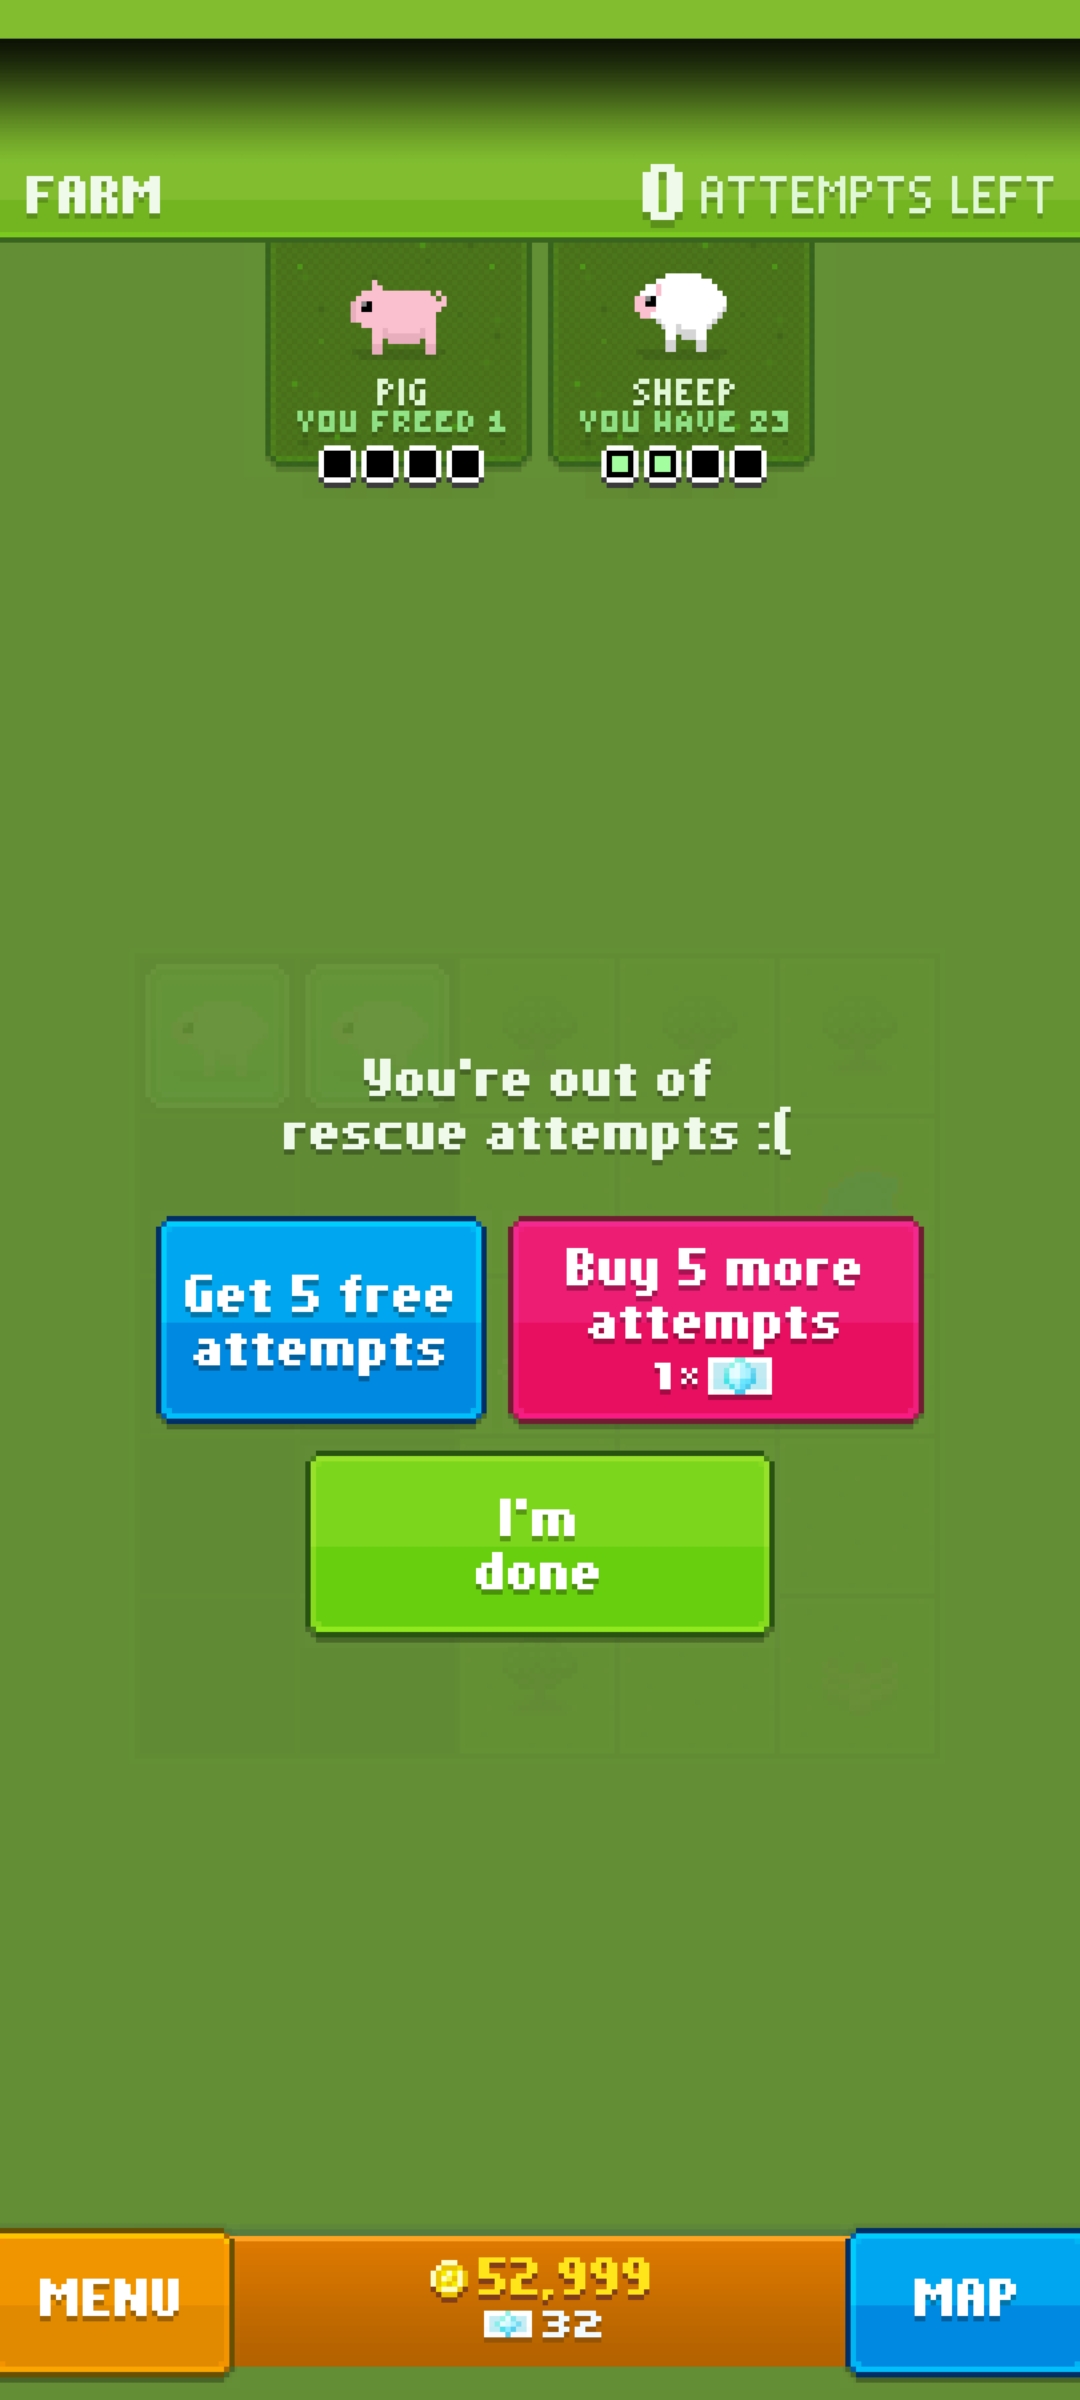 FARM
0 ATTEMPTS LEFT
PIG
YOU FREED 1
SHEEP
YOU HAVE 23
You're out of
rescue attempts :(
Get 5 free
attempts
Buy 5 more
attempts
1×
I'm
done
MENU
52,999
32
MAP